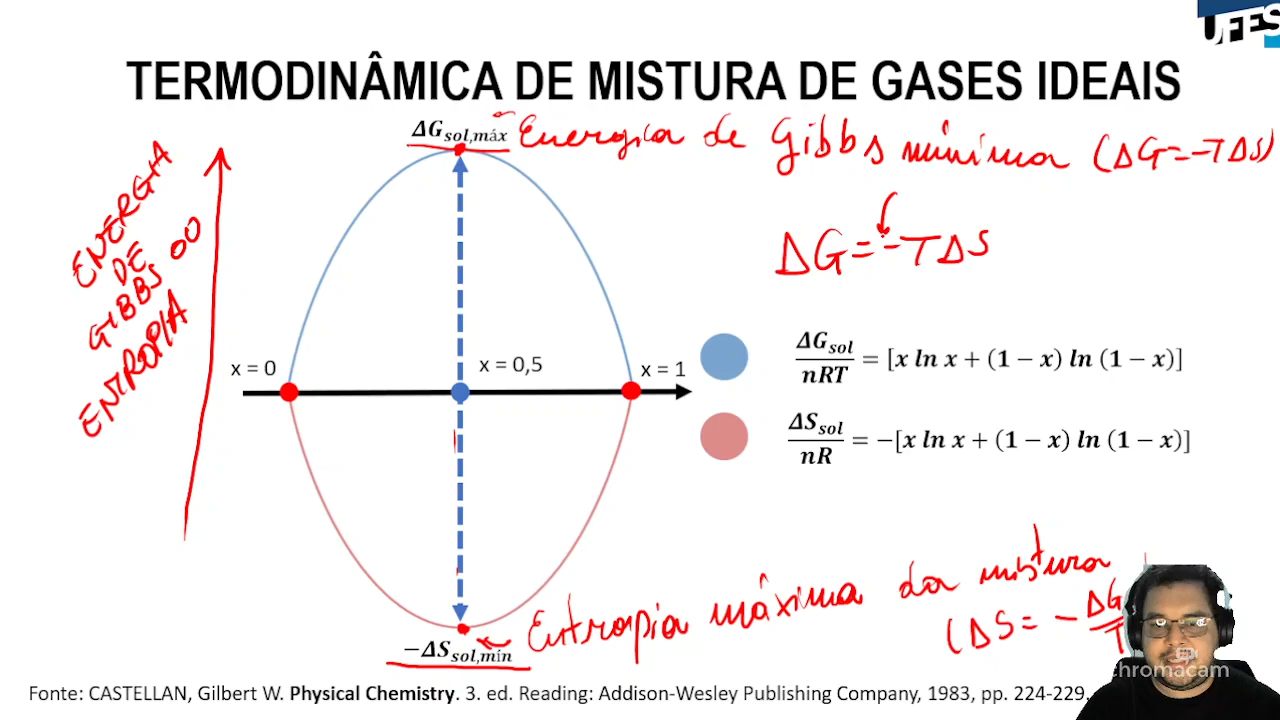 UFES
TERMODINÂMICA DE MISTURA DE GASES IDEAIS
ΔG_sol,máx Energia de Gibbs mínima (ΔG=-TΔS)
ENERGIA
DE
GIBBS OU
ENTROPIA
ΔG=-TΔS
x = 0
x = 0,5
x = 1
ΔG_sol/nRT = [x ln x + (1 − x) ln (1 − x)]
ΔS_sol/nR = −[x ln x + (1 − x) ln (1 − x)]
−ΔS_sol,mín Entropia máxima da mistura
(ΔS= -ΔG/T
chromacam
Fonte: CASTELLAN, Gilbert W. Physical Chemistry. 3. ed. Reading: Addison-Wesley Publishing Company, 1983, pp. 224-229.